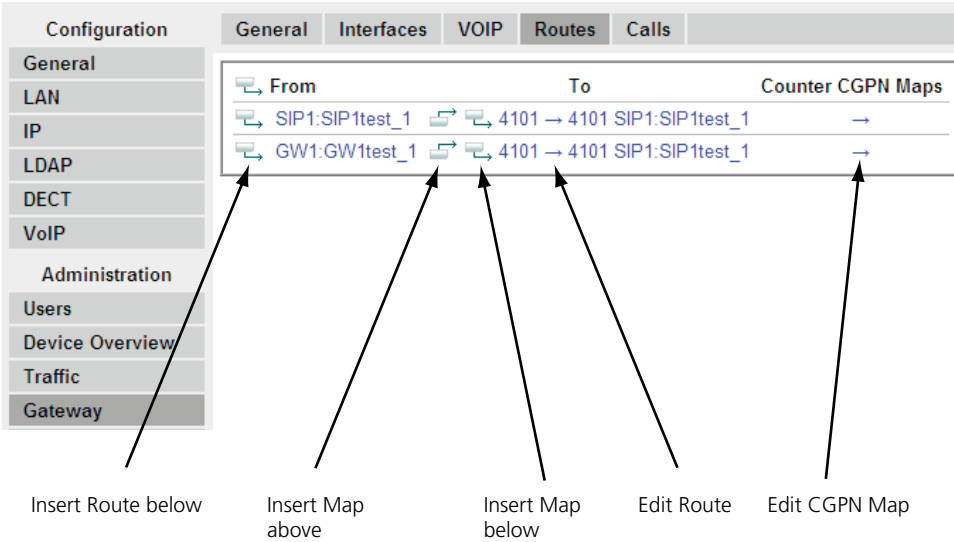 Configuration
General Interfaces VOIP Routes Calls
General
LAN
IP
LDAP
DECT
VoIP
Administration
Users
Device Overview
Traffic
Gateway
From To Counter CGPN Maps
SIP1:SIP1test_1 4101 → 4101 SIP1:SIP1test_1 →
GW1:GW1test_1 4101 → 4101 SIP1:SIP1test_1 →
Insert Route below
Insert Map
above
Insert Map
below
Edit Route
Edit CGPN Map